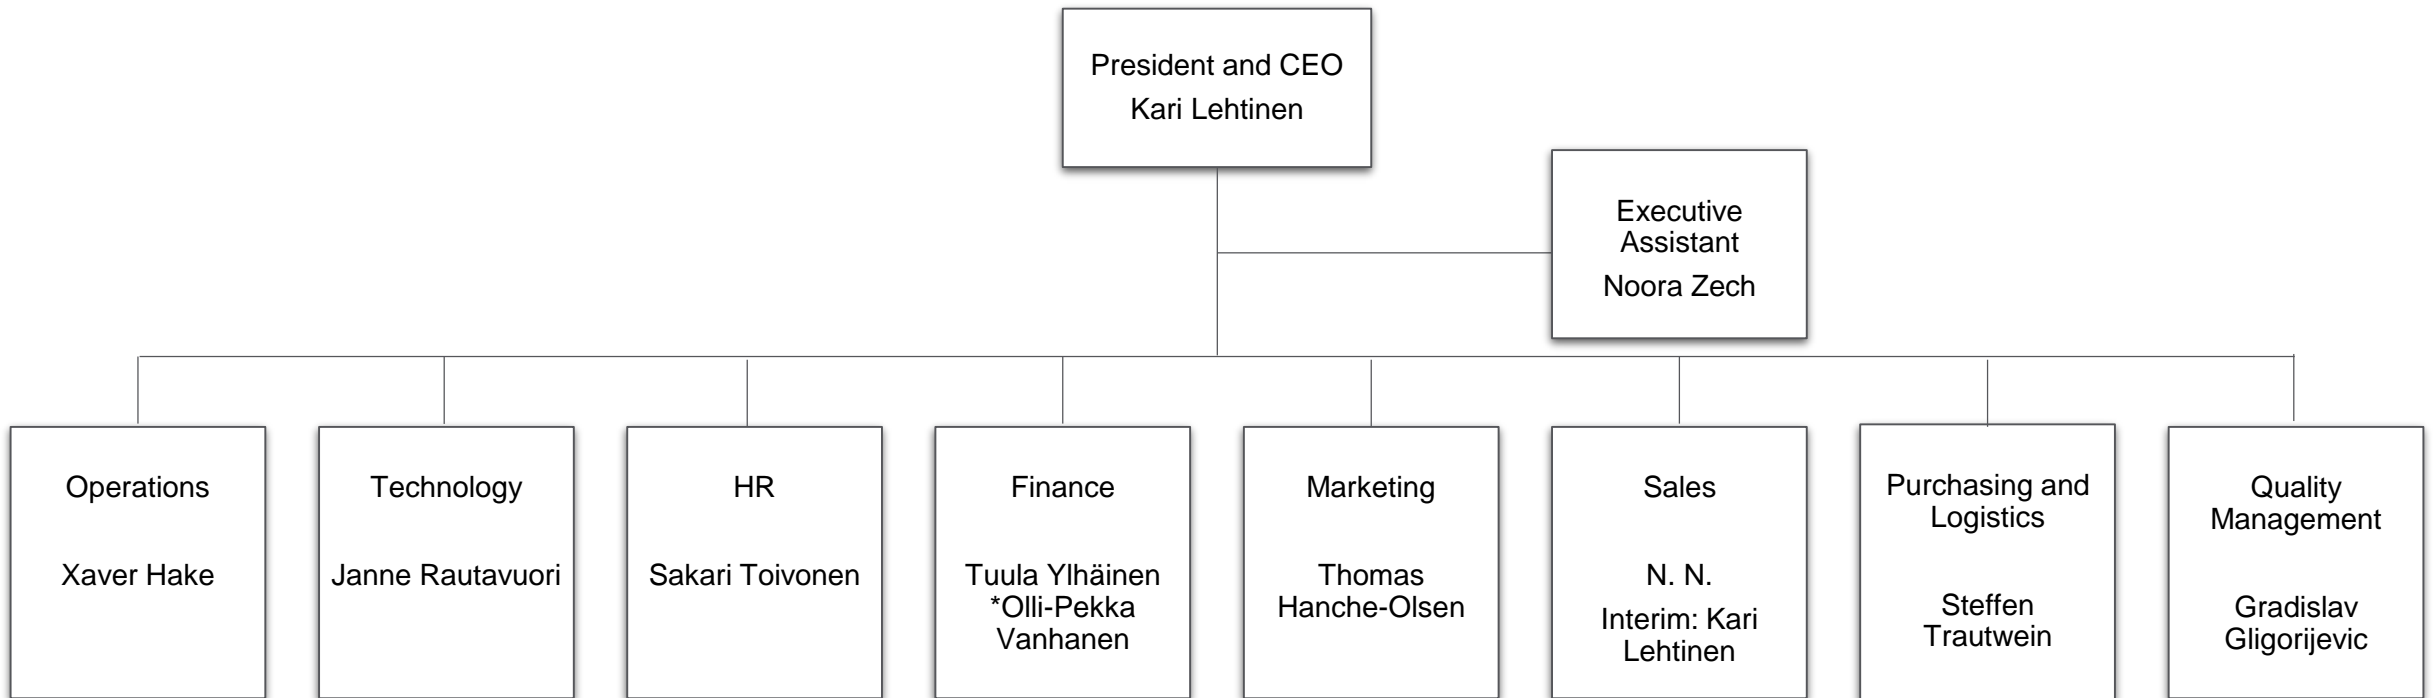 President and CEO
Kari Lehtinen
Executive
Assistant
Noora Zech
Operations
Xaver Hake
Technology
Janne Rautavuori
HR
Sakari Toivonen
Finance
Tuula Ylhäinen
*Olli-Pekka
Vanhanen
Marketing
Thomas
Hanche-Olsen
Sales
N. N.
Interim: Kari
Lehtinen
Purchasing and
Logistics
Steffen
Trautwein
Quality
Management
Gradislav
Gligorijevic